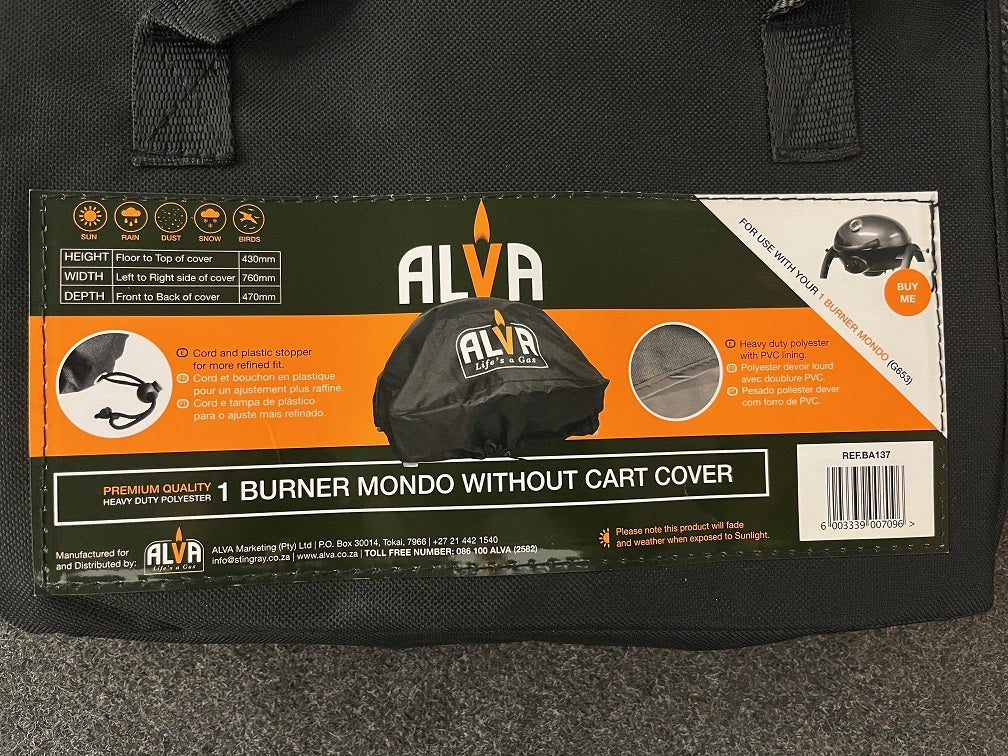 SUN RAIN DUST SNOW BIRDS
HEIGHT Floor to Top of cover 430mm
WIDTH Left to Right side of cover 760mm
DEPTH Front to Back of cover 470mm
ALVA
FOR USE WITH YOUR 1 BURNER MONDO (G653)
BUY
ME
E Cord and plastic stopper
for more refined fit.
Cord et bouchon en plastique
pour un ajustement plus raffiné.
Cord e tampa de plástico
para o ajuste mais refinado.
ALVA
Life's a Gas
E Heavy duty polyester
with PVC lining.
Polyester devoir lourd
avec doublure PVC.
Pesado poliéster dever
com forro de PVC.
PREMIUM QUALITY
HEAVY DUTY POLYESTER
1 BURNER MONDO WITHOUT CART COVER
REF.BA137
6 003339 007096 >
Manufactured for
and Distributed by:
ALVA
Life's a Gas
ALVA Marketing (Pty) Ltd | P.O. Box 30014, Tokai, 7966 | +27 21 442 1540
info@stingray.co.za | www.alva.co.za | TOLL FREE NUMBER: 086 100 ALVA (2582)
Please note this product will fade
and weather when exposed to Sunlight.